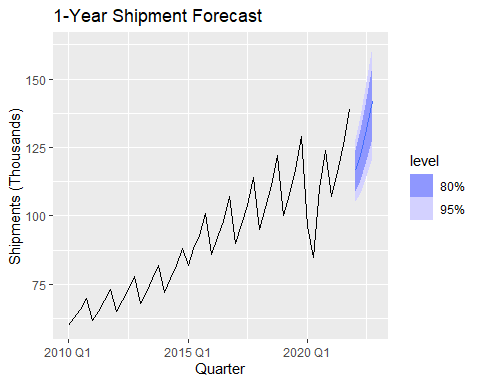 1-Year Shipment Forecast
Shipments (Thousands)
150
125
100
75
2010 Q1
2015 Q1
2020 Q1
Quarter
level
80%
95%